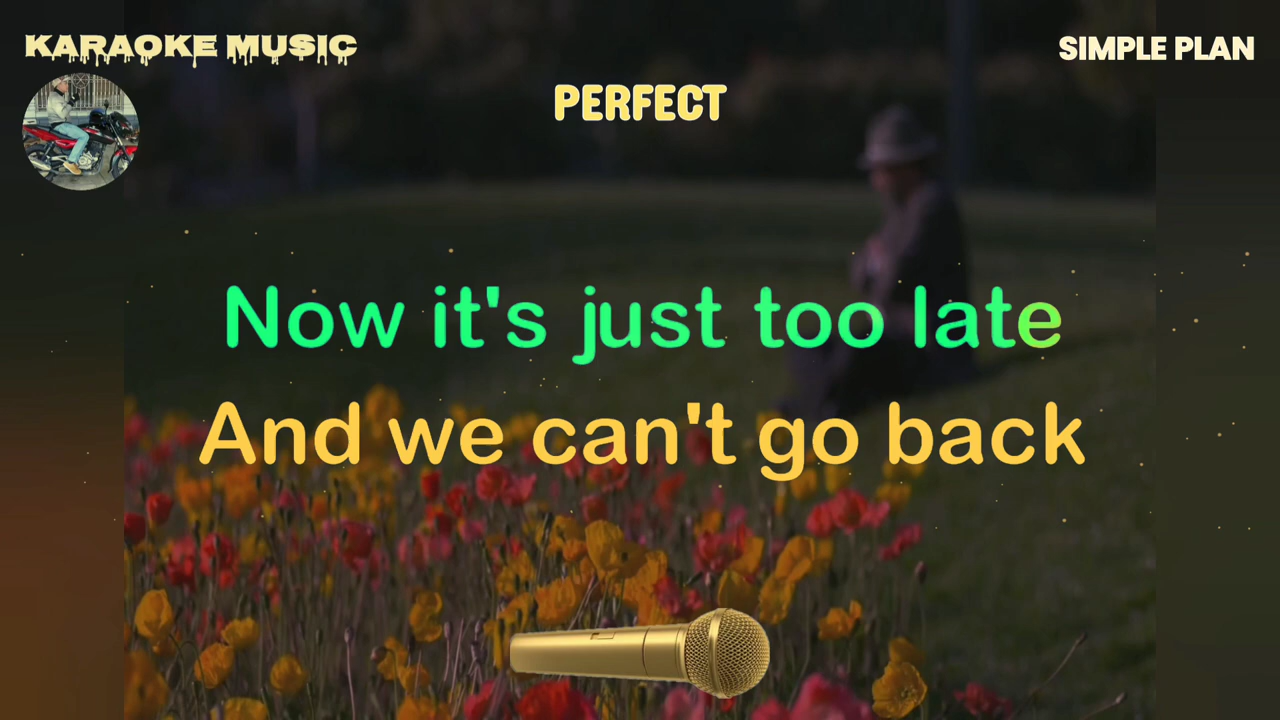 KARAOKE MUSIC
SIMPLE PLAN
PERFECT
Now it's just too late
And we can't go back